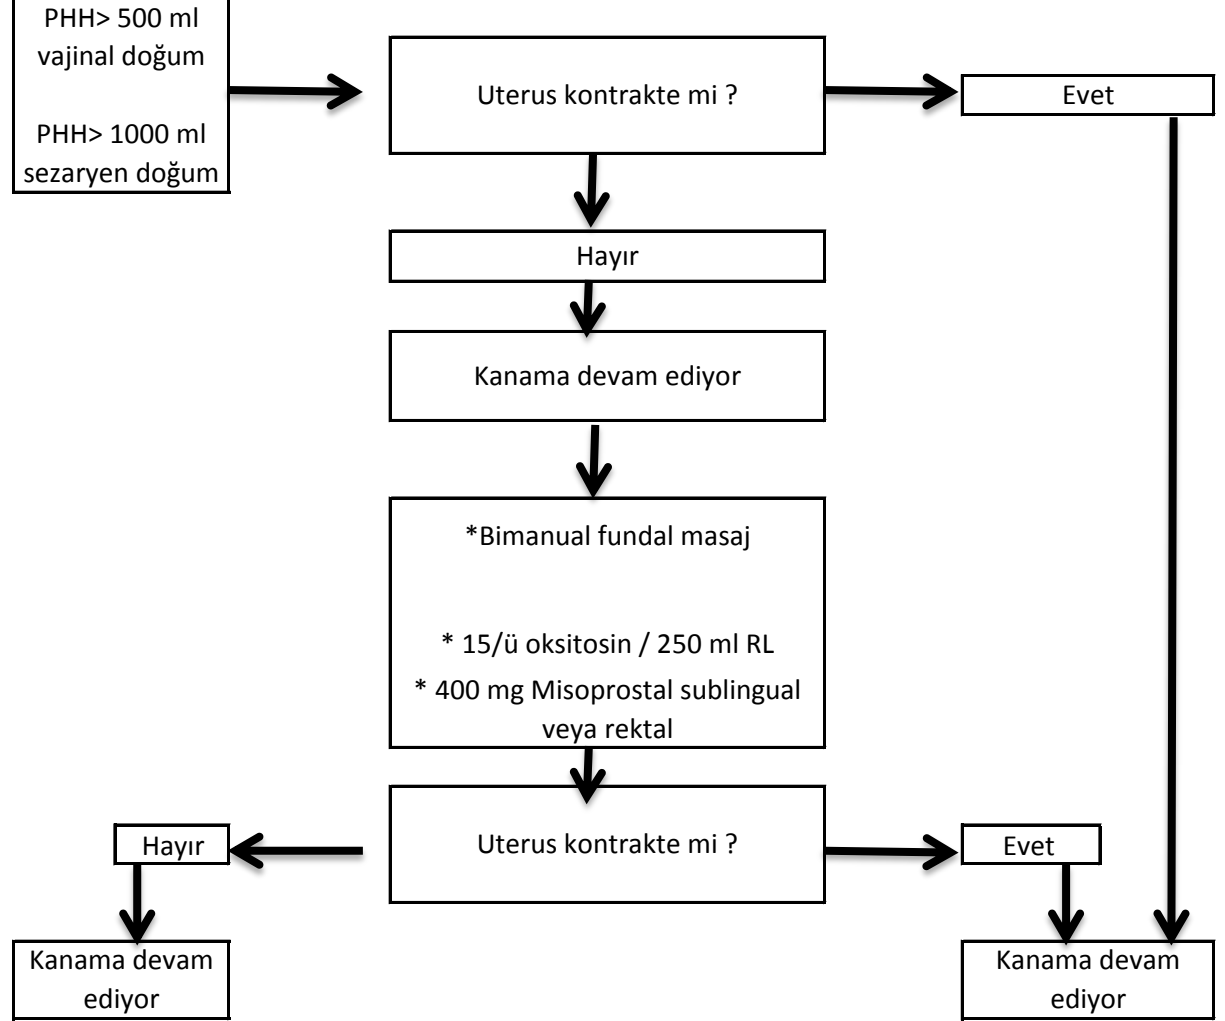 PHH> 500 ml
vajinal doğum
PHH> 1000 ml
sezaryen doğum
Uterus kontrakte mi ?
Evet
Hayır
Kanama devam ediyor
*Bimanual fundal masaj
* 15/ü oksitosin / 250 ml RL
* 400 mg Misoprostal sublingual
veya rektal
Uterus kontrakte mi ?
Hayır
Evet
Kanama devam
ediyor
Kanama devam
ediyor